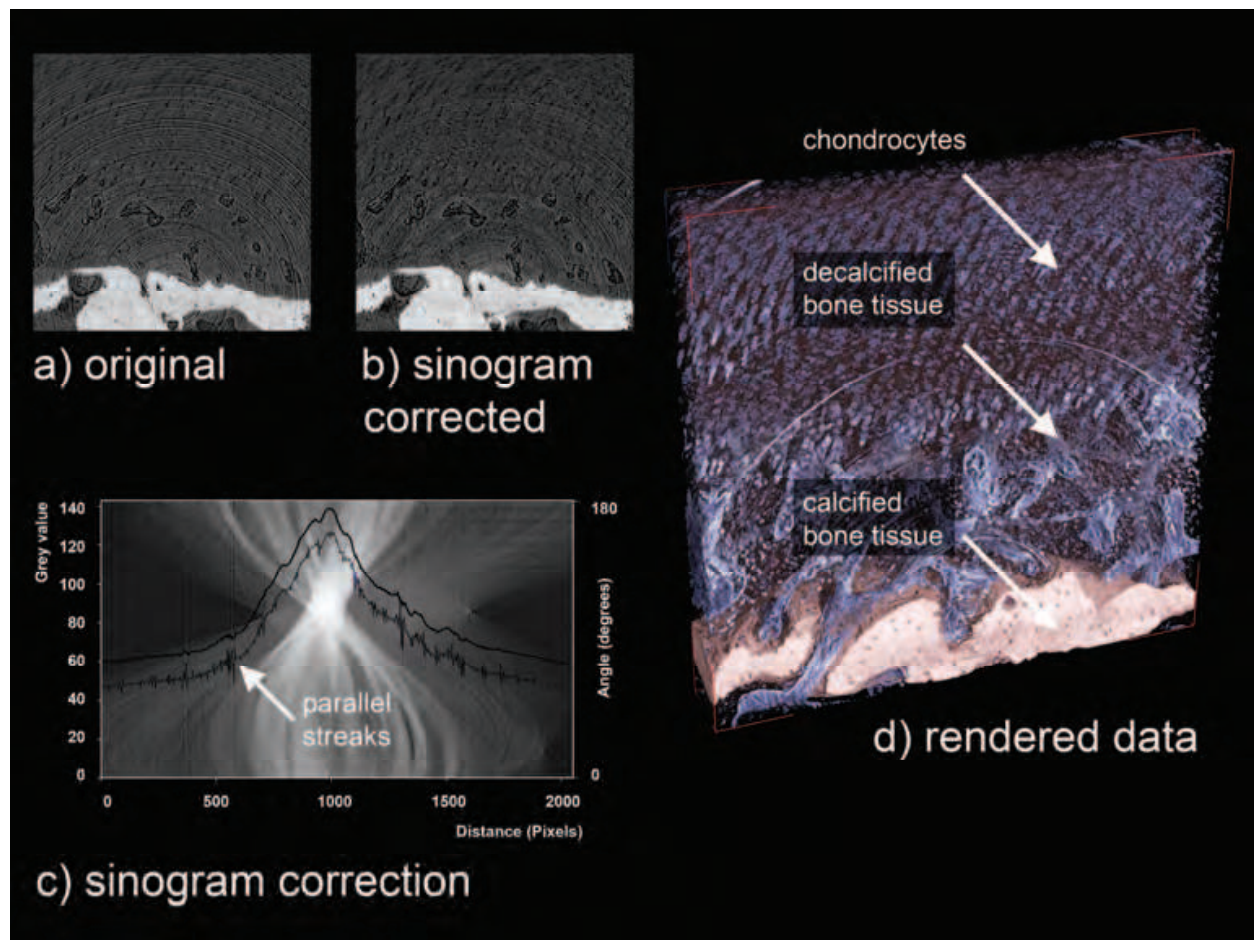 a) original
b) sinogram
corrected
Grey value
140
120
100
80
60
40
20
0
180
0
Angle (degrees)
parallel
streaks
0
500
1000
1500
2000
Distance (Pixels)
c) sinogram correction
chondrocytes
decalcified
bone tissue
calcified
bone tissue
d) rendered data